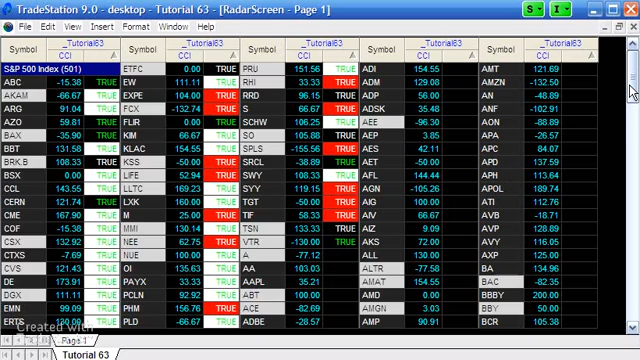 TradeStation 9.0 - desktop - Tutorial 63 - [RadarScreen - Page 1] S I
File Edit View Insert Format Window Help
_Tutorial63 _Tutorial63 _Tutorial63 _Tutorial63 _Tutorial63
Symbol CCI Symbol CCI Symbol CCI Symbol CCI Symbol CCI
S&P 500 Index (501) ETFC 0.00 TRUE PRU 151.56 TRUE ADI 154.55 AMT 121.69
ABC -15.38 TRUE EW 111.11 TRUE RHI 33.33 TRUE ADM 129.08 AMZN -132.50
AKAM -66.67 TRUE EXPE 104.00 TRUE RRD 96.15 TRUE ADP 56.00 AN -48.89
ARG 91.04 TRUE FCX -132.74 TRUE S 66.67 TRUE ADSK 35.48 ANF -102.91
AZO 59.81 TRUE FLIR 0.00 TRUE SCHW 106.25 TRUE AEE -96.30 AON -88.89
BAX -35.90 TRUE KIM 66.67 TRUE SO 105.88 TRUE AEP 3.85 APA -26.57
BBT 131.58 TRUE KLAC 154.55 TRUE SPLS -155.56 TRUE AES 42.11 APC 84.07
BRK.B 108.33 TRUE KSS -50.00 TRUE SRCL -38.89 TRUE AET -50.00 APD 137.59
BSX 0.00 TRUE LIFE 52.94 TRUE SWY 108.33 TRUE AFL 144.44 APH 113.21
CCL 143.55 TRUE LLTC 169.23 TRUE SYY 119.15 TRUE AGN -105.26 APOL 189.74
CERN 121.74 TRUE LXK 160.00 TRUE TGT -50.00 TRUE AIG 100.00 ATI 112.76
CME 167.90 TRUE M 25.00 TRUE TIF 58.33 TRUE AIV 66.67 AVB -18.71
COF -15.38 TRUE MMI 130.14 TRUE TSN 133.33 TRUE AIZ 9.09 AVP -133.33
CSX 132.92 TRUE NEE 62.75 TRUE VTR -130.00 TRUE AKS 72.00 AVY 116.05
CTXS -7.69 TRUE NUE 100.00 TRUE A -77.12 ALL 130.00 AXP -125.00
CVS 121.43 TRUE OI 135.63 TRUE AA 103.03 ALTR -77.58 BA 134.96
DE 173.91 TRUE PAYX 33.33 TRUE AAPL 35.21 AMAT 154.55 BAC -82.35
DGX 111.11 TRUE PCLN 92.92 TRUE ABT 100.00 AMD 0.00 BBBY 200.00
EMN 99.09 TRUE PHM 156.76 TRUE ACE -82.69 AMGN 3.03 BBY 50.00
ERTS 130.00 TRUE PLD -66.67 TRUE ADBE -28.57 AMP 90.91 BCR 105.38
Created with
Page 1
Tutorial 63